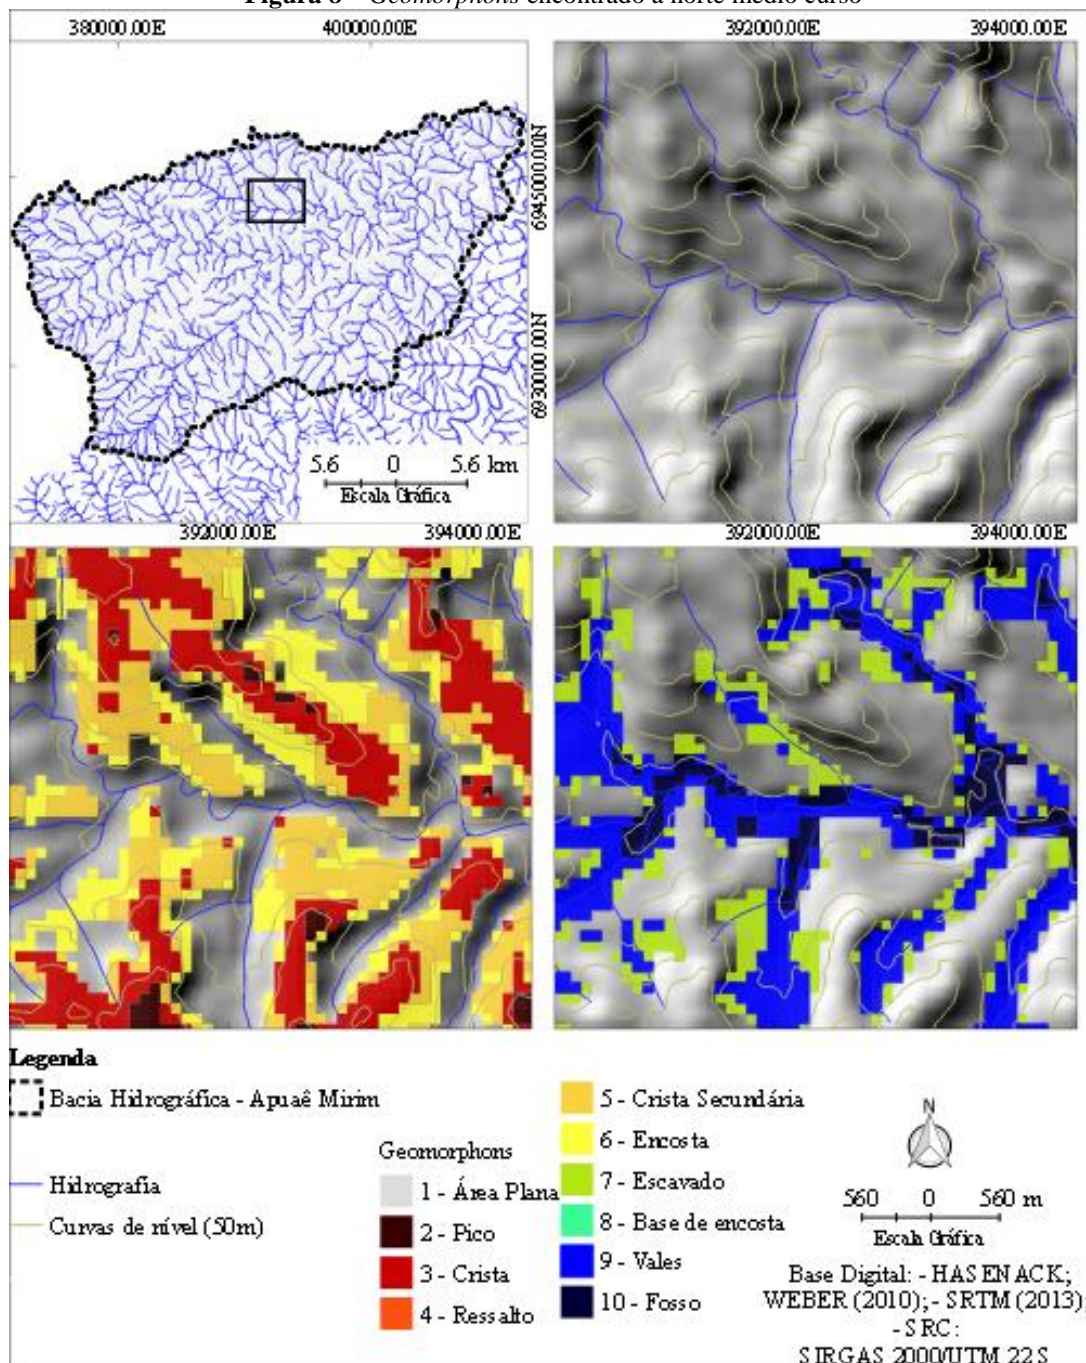 Figura 8 – Geomorphons encontrado a norte médio curso
380000.00E 400000.00E 392000.00E 394000.00E
6945000.00N
6930000.00N
5.6 0 5.6 km
Escala Gráfica
392000.00E 394000.00E 392000.00E 394000.00E
Legenda
Bacia Hidrográfica - Apuaê Mirim
Hidrografia
Curvas de nível (50m)
Geomorphons
1 - Área Plana
2 - Pico
3 - Crista
4 - Ressalto
5 - Crista Secundária
6 - Encosta
7 - Escavado
8 - Base de encosta
9 - Vales
10 - Fosso
N
560 0 560 m
Escala Gráfica
Base Digital: - HASENACK;
WEBER (2010); - SRTM (2013);
- SRC:
SIRGAS 2000/UTM 22S